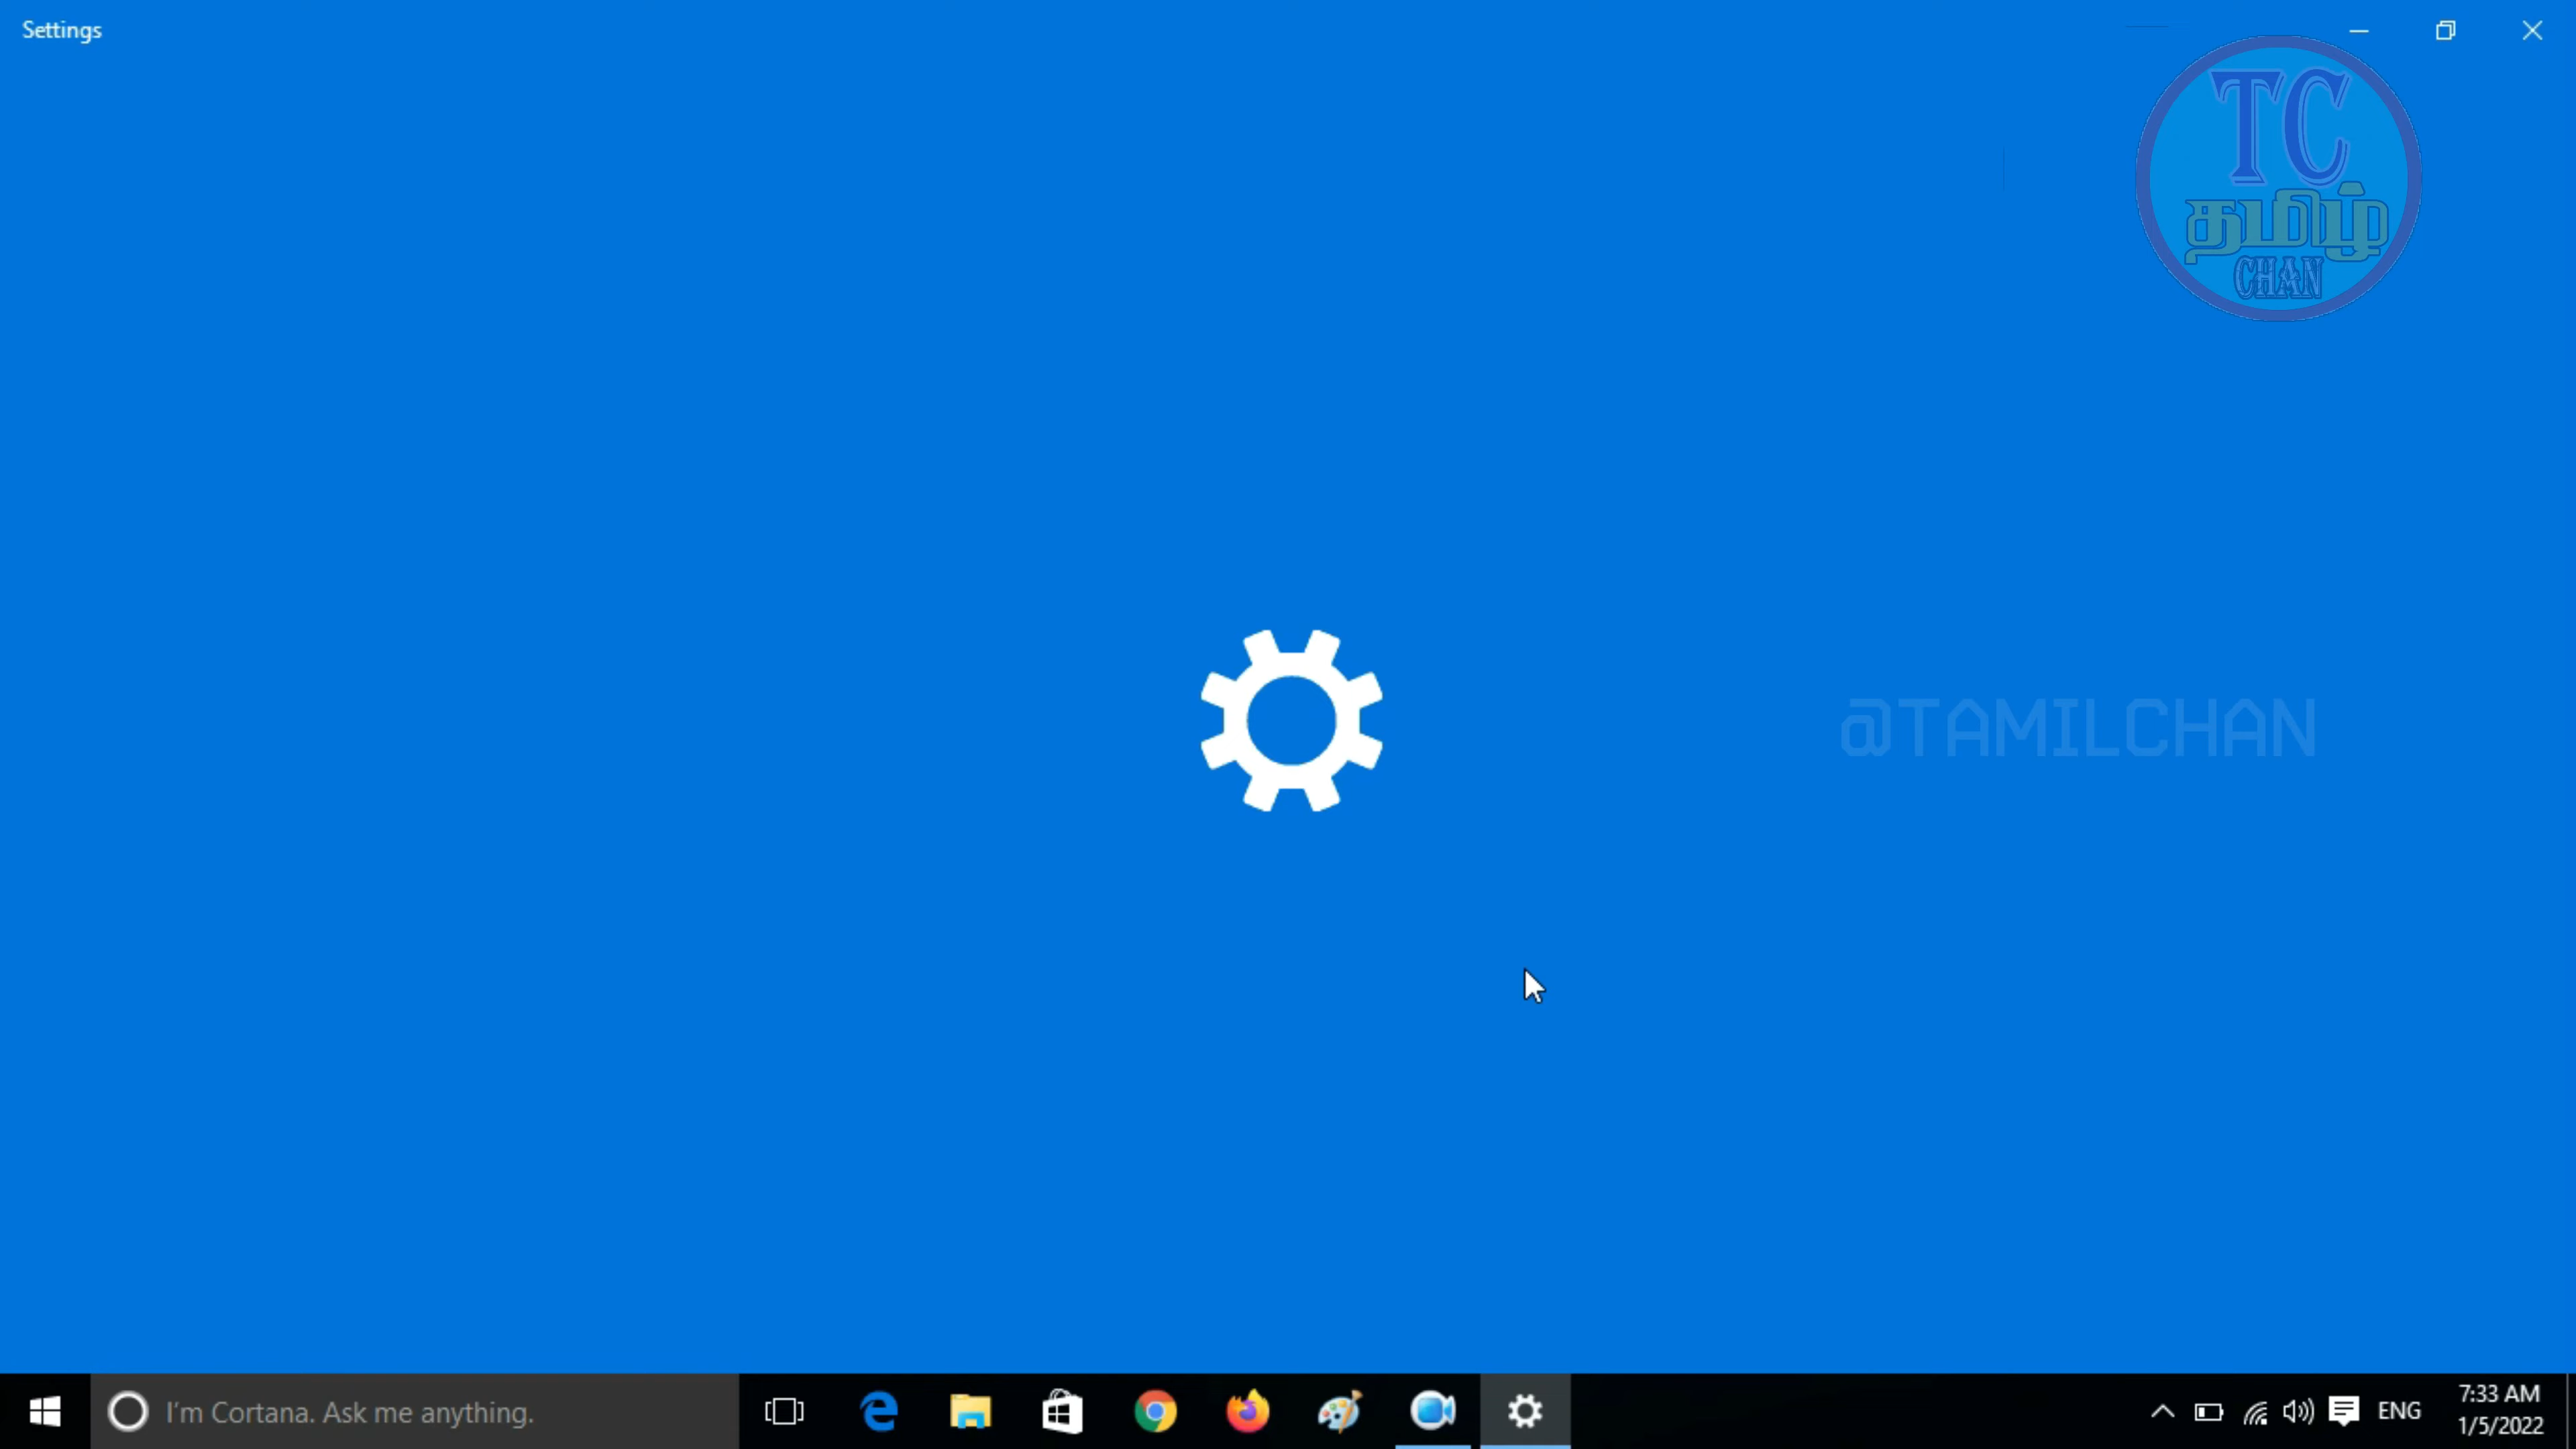 Settings
TC
தமிழ்
CHAN
@TAMILCHAN
I'm Cortana. Ask me anything.
ENG
7:33 AM
1/5/2022